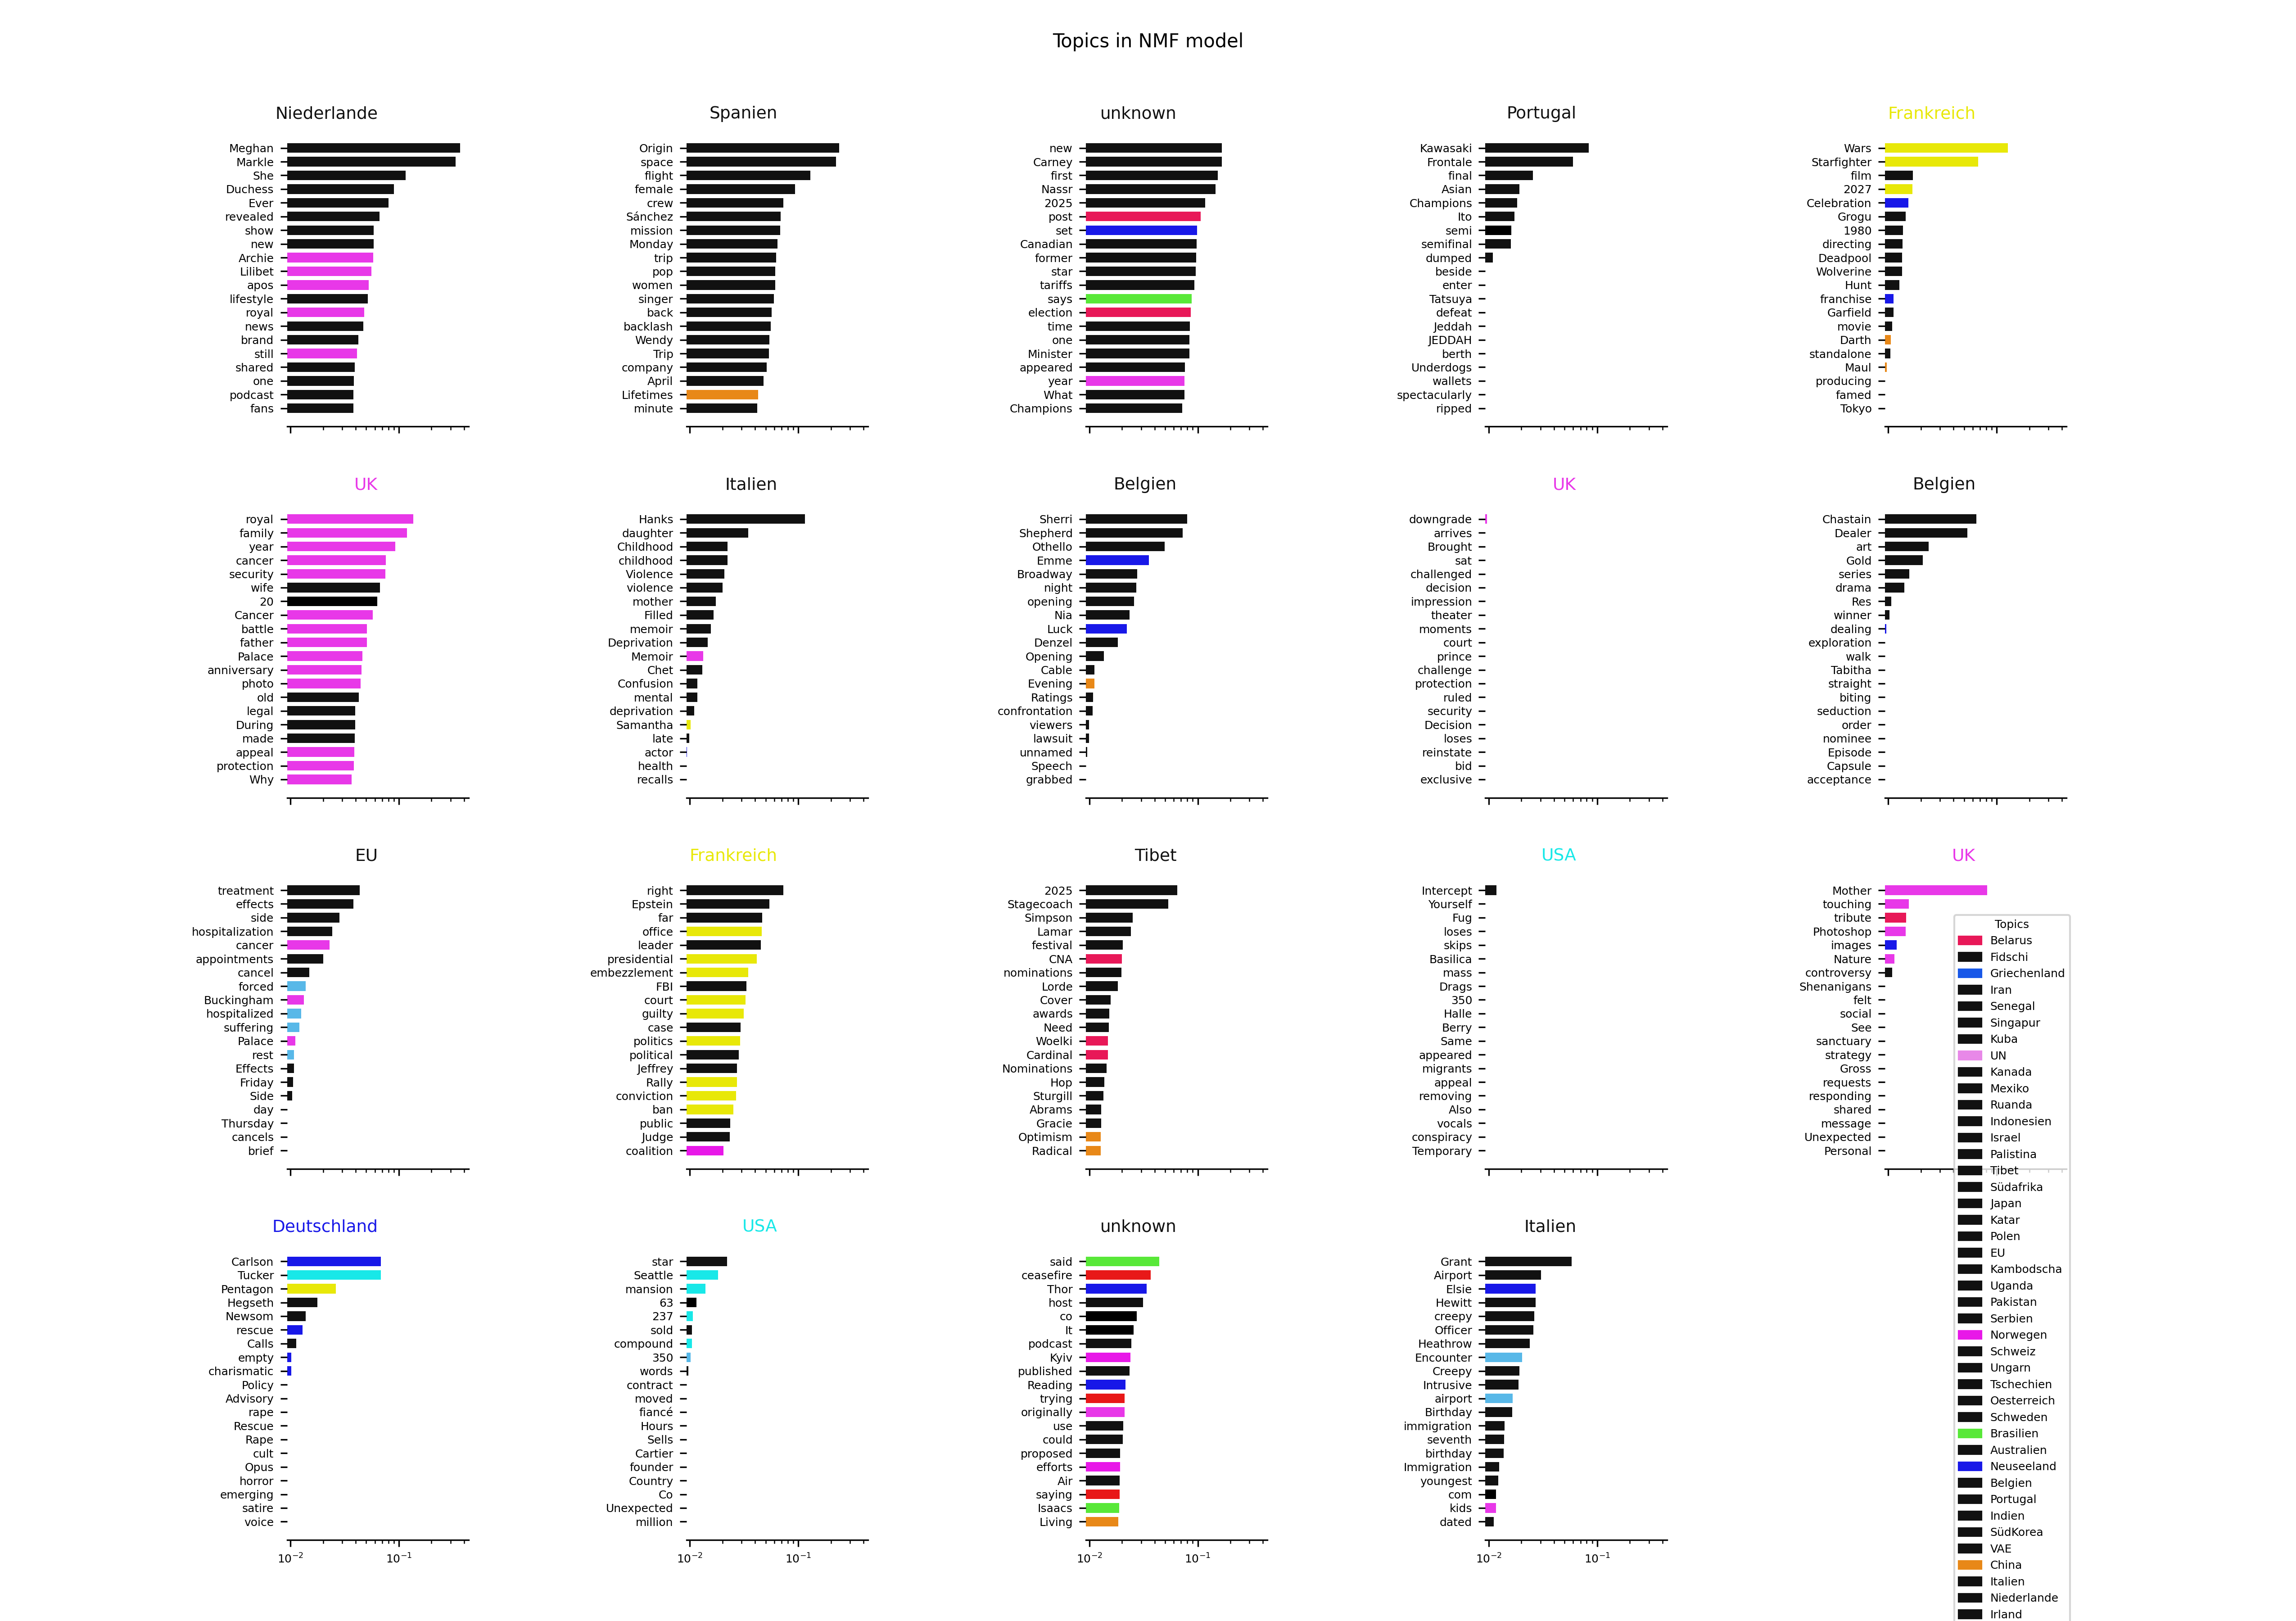 Topics in NMF model
Niederlande
Meghan
Markle
She
Duchess
Ever
revealed
show
new
Archie
Lilibet
apos
lifestyle
royal
news
brand
still
shared
one
podcast
fans
Spanien
Origin
space
flight
female
crew
Sánchez
mission
Monday
trip
pop
women
singer
back
backlash
Wendy
Trip
company
April
Lifetimes
minute
unknown
new
Carney
first
Nassr
2025
post
set
Canadian
former
star
tariffs
says
election
time
one
Minister
appeared
year
What
Champions
Portugal
Kawasaki
Frontale
final
Asian
Champions
Ito
semi
semifinal
dumped
beside
enter
Tatsuya
defeat
Jeddah
JEDDAH
berth
Underdogs
wallets
spectacularly
ripped
Frankreich
Wars
Starfighter
film
2027
Celebration
Grogu
1980
directing
Deadpool
Wolverine
Hunt
franchise
Garfield
movie
Darth
standalone
Maul
producing
famed
Tokyo
UK
royal
family
year
cancer
security
wife
20
Cancer
battle
father
Palace
anniversary
photo
old
legal
During
made
appeal
protection
Why
Italien
Hanks
daughter
Childhood
childhood
Violence
violence
mother
Filled
memoir
Deprivation
Memoir
Chet
Confusion
mental
deprivation
Samantha
late
actor
health
recalls
Belgien
Sherri
Shepherd
Othello
Emme
Broadway
night
opening
Nia
Luck
Denzel
Opening
Cable
Evening
Ratings
confrontation
viewers
lawsuit
unnamed
Speech
grabbed
UK
downgrade
arrives
Brought
sat
challenged
decision
impression
theater
moments
court
prince
challenge
protection
ruled
security
Decision
loses
reinstate
bid
exclusive
Belgien
Chastain
Dealer
art
Gold
series
drama
Res
winner
dealing
exploration
walk
Tabitha
straight
biting
seduction
order
nominee
Episode
Capsule
acceptance
EU
treatment
effects
side
hospitalization
cancer
appointments
cancel
forced
Buckingham
hospitalized
suffering
Palace
rest
Effects
Friday
Side
day
Thursday
cancels
brief
Frankreich
right
Epstein
far
office
leader
presidential
embezzlement
FBI
court
guilty
case
politics
political
Jeffrey
Rally
conviction
ban
public
Judge
coalition
Tibet
2025
Stagecoach
Simpson
Lamar
festival
CNA
nominations
Lorde
Cover
awards
Need
Woelki
Cardinal
Nominations
Hop
Sturgill
Abrams
Gracie
Optimism
Radical
USA
Intercept
Yourself
Fug
loses
skips
Basilica
mass
Drags
350
Halle
Berry
Same
appeared
migrants
appeal
removing
Also
vocals
conspiracy
Temporary
UK
Mother
touching
tribute
Photoshop
images
Nature
controversy
Shenanigans
felt
social
See
sanctuary
strategy
Gross
requests
responding
shared
message
Unexpected
Personal
Deutschland
Carlson
Tucker
Pentagon
Hegseth
Newsom
rescue
Calls
empty
charismatic
Policy
Advisory
rape
Rescue
Rape
cult
Opus
horror
emerging
satire
voice
10⁻²
10⁻¹
USA
star
Seattle
mansion
63
237
sold
compound
350
words
contract
moved
fiancé
Hours
Sells
Cartier
founder
Country
Co
Unexpected
million
10⁻²
10⁻¹
unknown
said
ceasefire
Thor
host
co
It
podcast
Kyiv
published
Reading
trying
originally
use
could
proposed
efforts
Air
saying
Isaacs
Living
10⁻²
10⁻¹
Italien
Grant
Airport
Elsie
Hewitt
creepy
Officer
Heathrow
Encounter
Creepy
Intrusive
airport
Birthday
immigration
seventh
birthday
Immigration
youngest
com
kids
dated
10⁻²
10⁻¹
Topics
Belarus
Fidschi
Griechenland
Iran
Senegal
Singapur
Kuba
UN
Kanada
Mexiko
Ruanda
Indonesien
Israel
Palistina
Tibet
Südafrika
Japan
Katar
Polen
EU
Kambodscha
Uganda
Pakistan
Serbien
Norwegen
Schweiz
Ungarn
Tschechien
Oesterreich
Schweden
Brasilien
Australien
Neuseeland
Belgien
Portugal
Indien
SüdKorea
VAE
China
Italien
Niederlande
Irland